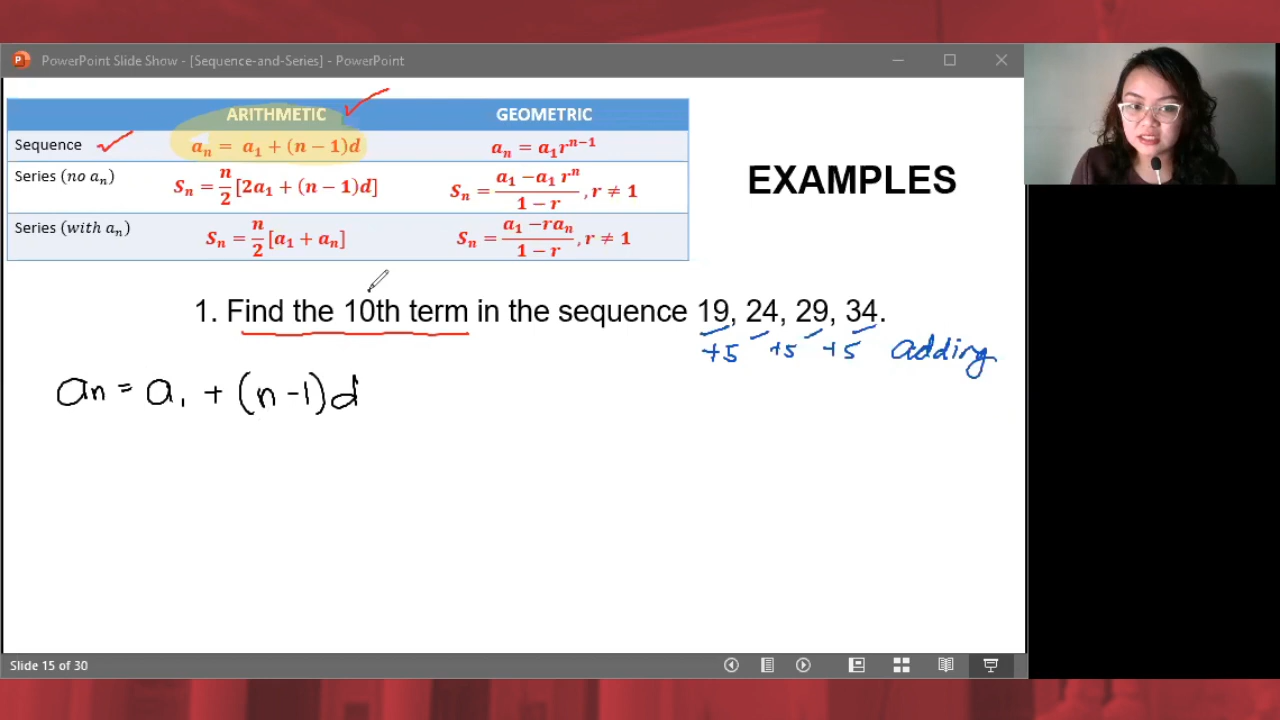 PowerPoint Slide Show - [Sequence-and-Series] - PowerPoint
ARITHMETIC GEOMETRIC
Sequence aₙ = a₁ + (n − 1)d aₙ = a₁rⁿ⁻¹
Series (no aₙ) Sₙ = n/2 [2a₁ + (n − 1)d] Sₙ = (a₁ − a₁ rⁿ)/(1 − r), r ≠ 1
Series (with aₙ) Sₙ = n/2 [a₁ + aₙ] Sₙ = (a₁ − raₙ)/(1 − r), r ≠ 1
EXAMPLES
1. Find the 10th term in the sequence 19, 24, 29, 34.
+5 +5 +5 adding
an = a₁ + (n - 1) d
Slide 15 of 30